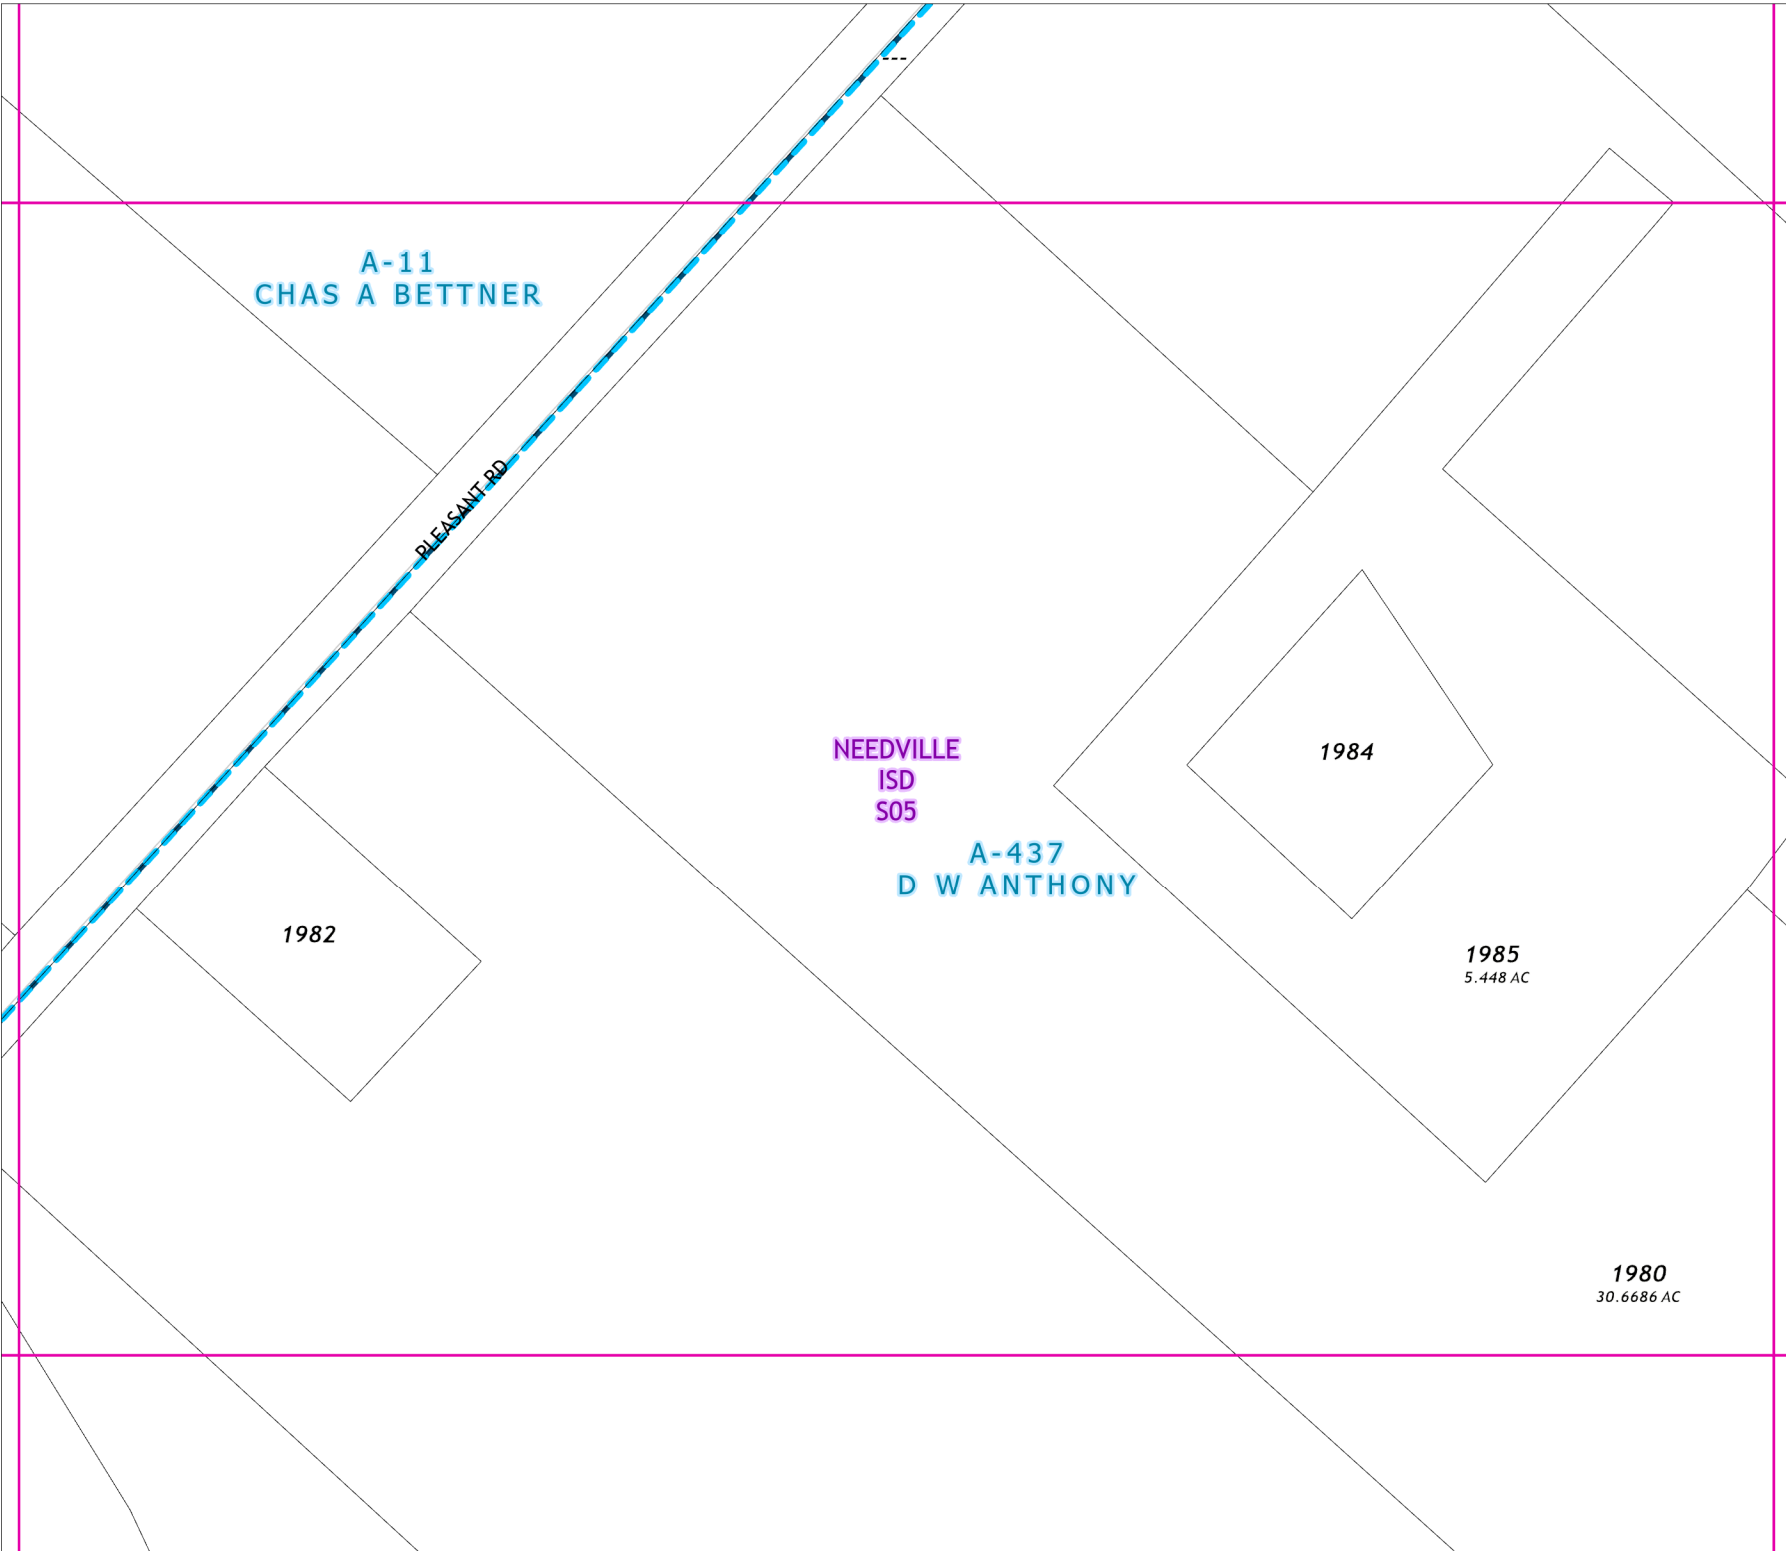 ---
A-11
CHAS A BETTNER
PLEASANT RD
NEEDVILLE
ISD
S05
1984
A-437
D W ANTHONY
1982
1985
5.448 AC
1980
30.6686 AC